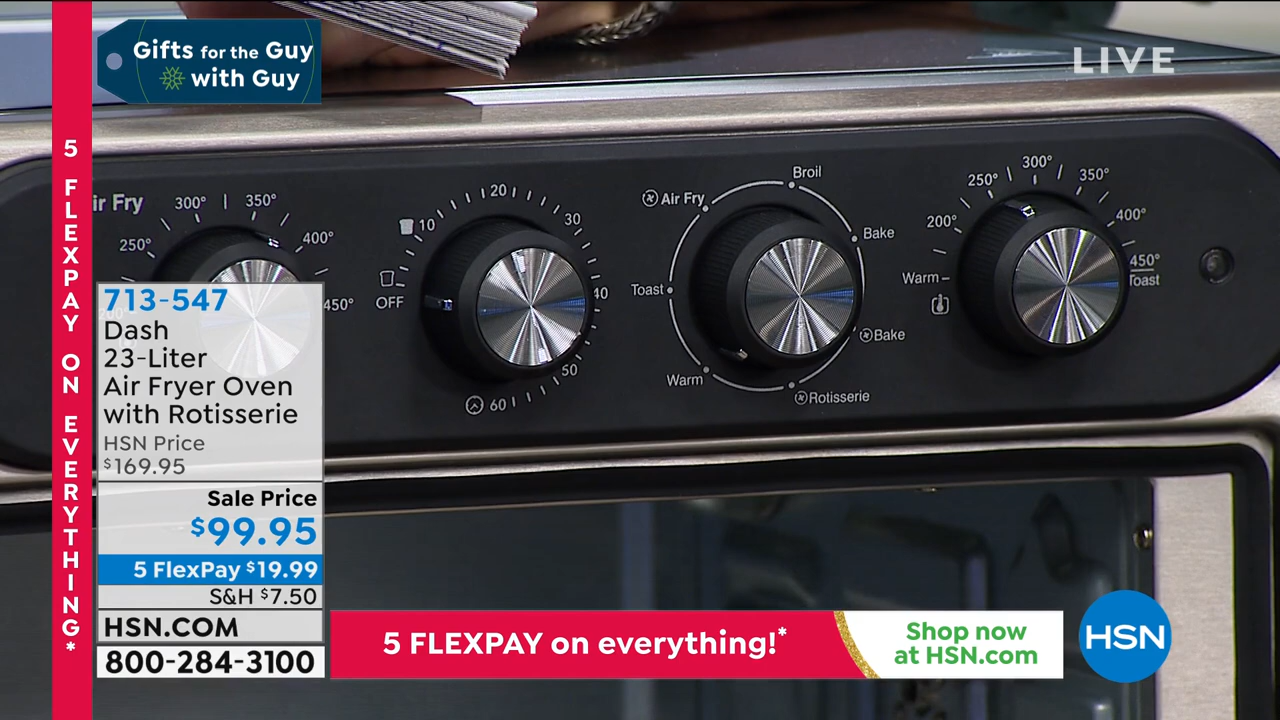 Gifts for the Guy
with Guy
LIVE
5 FLEXPAY ON EVERYTHING*
ir Fry
250°
300°
350°
400°
450°
OFF
10
20
30
40
50
60
Air Fry
Broil
Bake
Bake
Rotisserie
Warm
Toast
Warm
200°
250°
300°
350°
400°
450°
Toast
713-547
Dash
23-Liter
Air Fryer Oven
with Rotisserie
HSN Price
$169.95
Sale Price
$99.95
5 FlexPay $19.99
S&H $7.50
HSN.COM
800-284-3100
5 FLEXPAY on everything!*
Shop now
at HSN.com
HSN